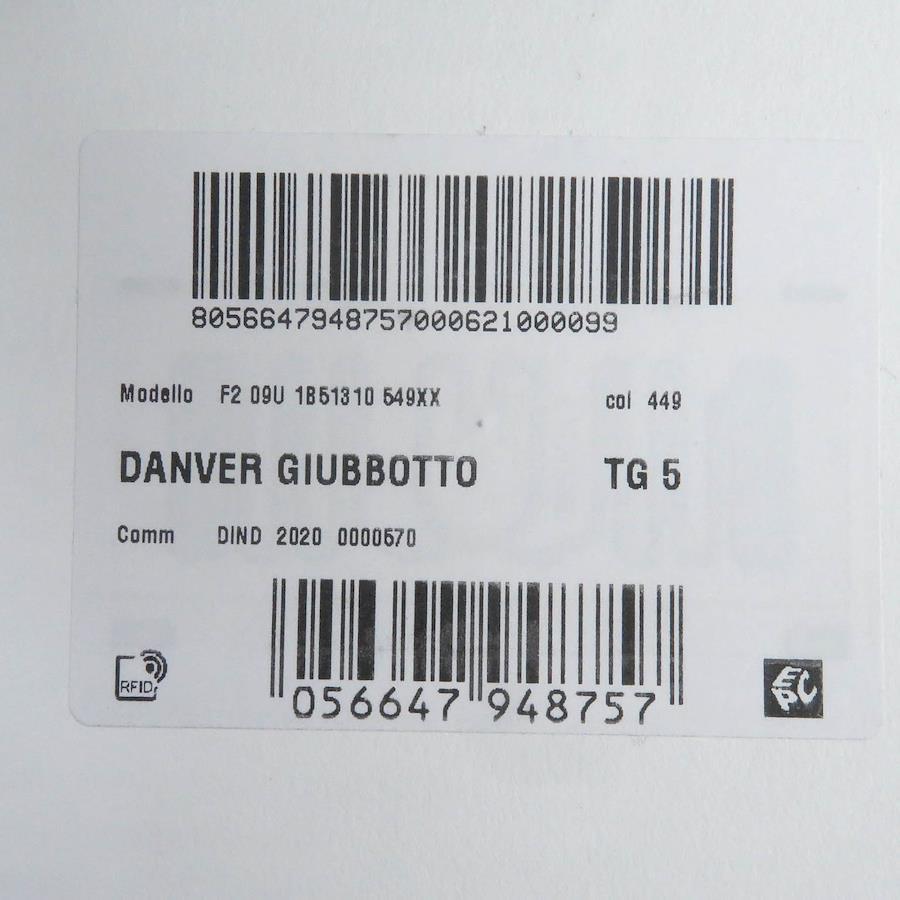 8056647948757000621000099
Modello F2 09U 1B51310 549XX col 449
DANVER GIUBBOTTO TG 5
Comm DIND 2020 0000570
056647 948757
RFID
EPC